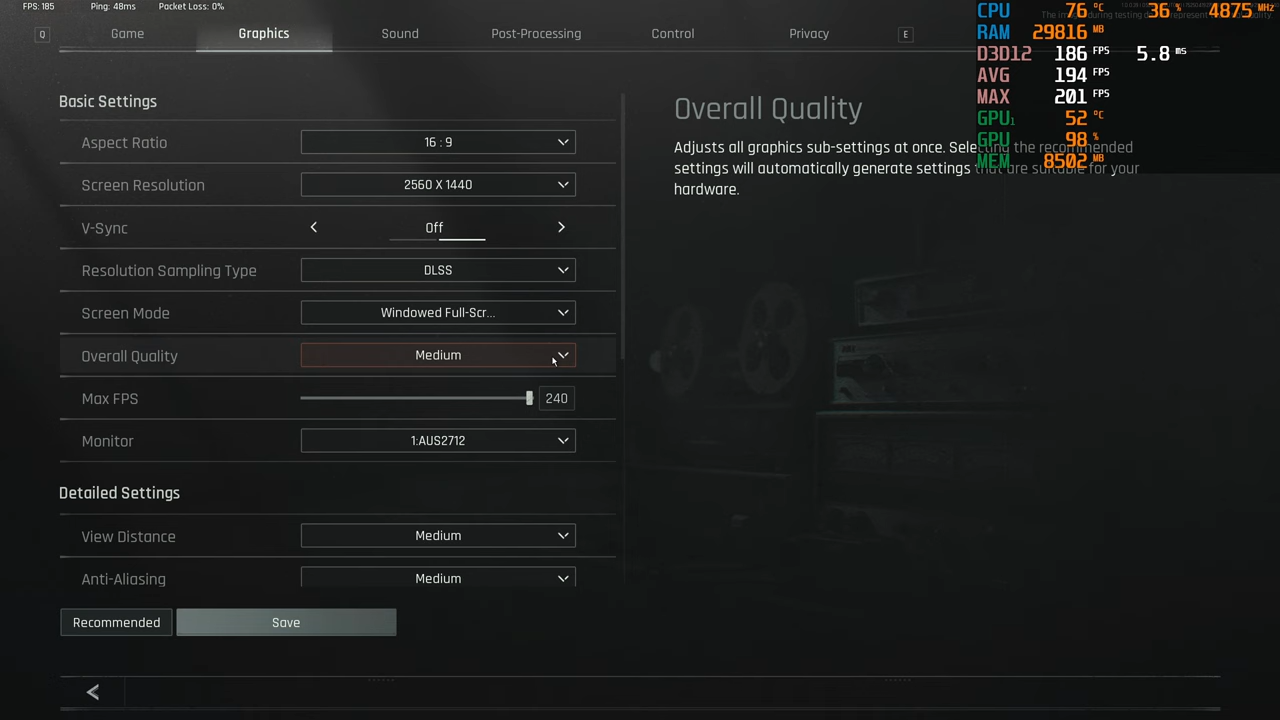 FPS: 185 Ping: 48ms Packet Loss: 0%
CPU 76 °C 36 % 4875 MHz
RAM 29816 MB
D3D12 186 FPS 5.8 ms
AVG 194 FPS
MAX 201 FPS
GPU1 52 °C
GPU 98 %
MEM 8502 MB
Q Game Graphics Sound Post-Processing Control Privacy E
Basic Settings
Aspect Ratio 16 : 9
Screen Resolution 2560 X 1440
V-Sync Off
Resolution Sampling Type DLSS
Screen Mode Windowed Full-Scr...
Overall Quality Medium
Max FPS 240
Monitor 1:AUS2712
Detailed Settings
View Distance Medium
Anti-Aliasing Medium
Recommended Save
Overall Quality
Adjusts all graphics sub-settings at once. Selecting the recommended
settings will automatically generate settings that are suitable for your
hardware.